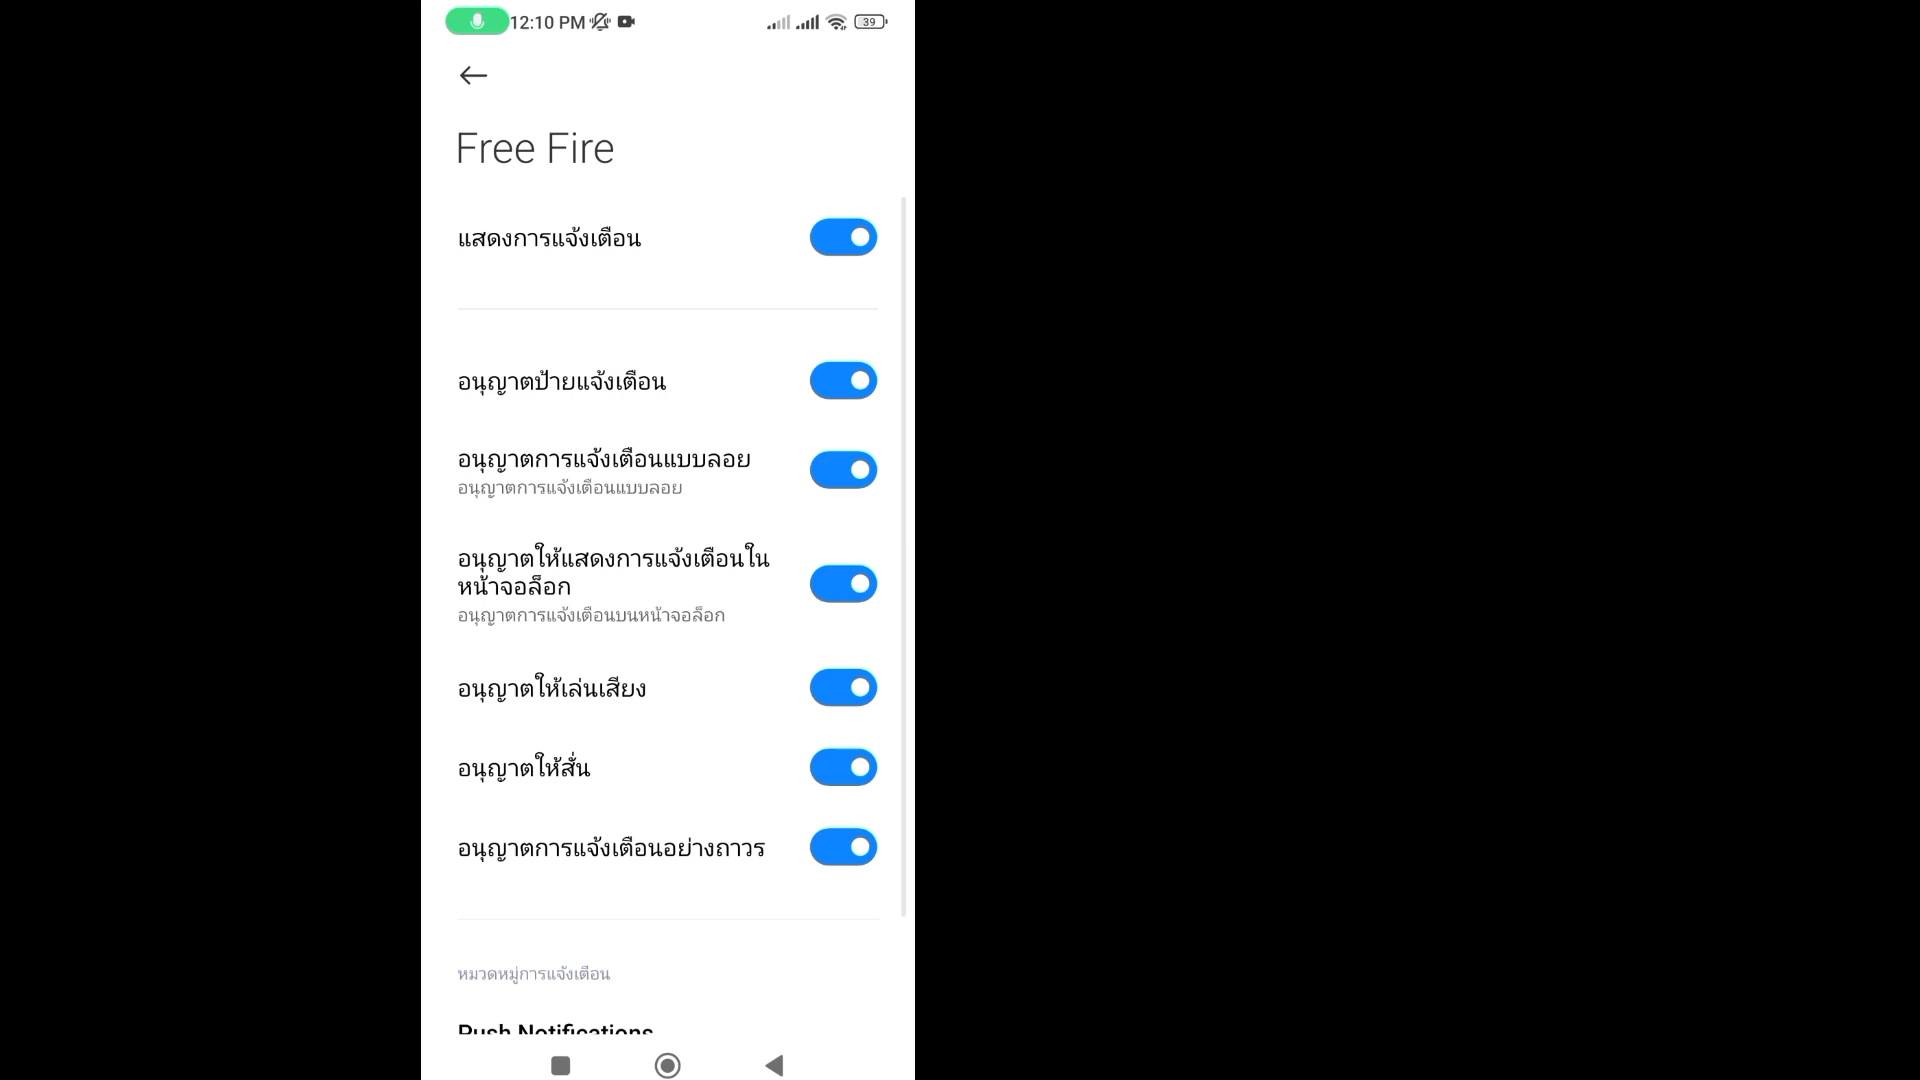 12:10 PM
39
Free Fire
แสดงการแจ้งเตือน
อนุญาตป้ายแจ้งเตือน
อนุญาตการแจ้งเตือนแบบลอย
อนุญาตการแจ้งเตือนแบบลอย
อนุญาตให้แสดงการแจ้งเตือนใน
หน้าจอล็อก
อนุญาตการแจ้งเตือนบนหน้าจอล็อก
อนุญาตให้เล่นเสียง
อนุญาตให้สั่น
อนุญาตการแจ้งเตือนอย่างถาวร
หมวดหมู่การแจ้งเตือน
Push Notifications